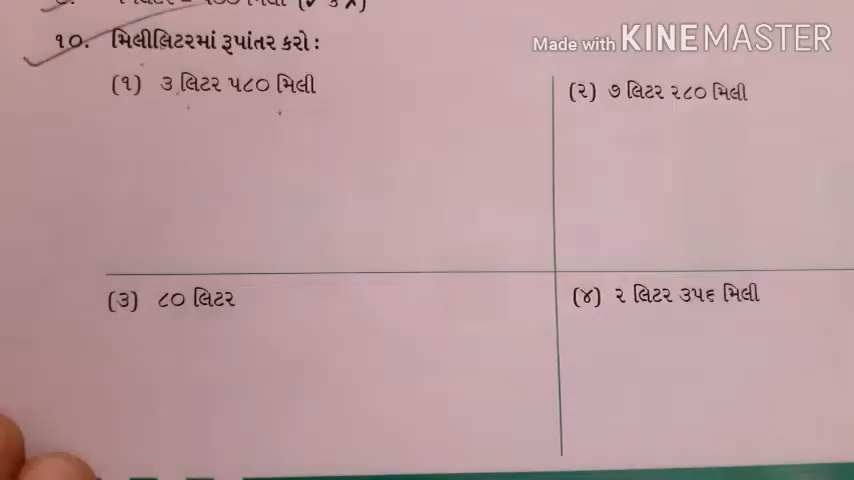 ૧૦. મિલીલિટરમાં રૂપાંતર કરો :
Made with KINEMASTER
(૧) ૩ લિટર ૫૮૦ મિલી
(૨) ૭ લિટર ૨૮૦ મિલી
(૩) ૮૦ લિટર
(૪) ૨ લિટર ૩૫૬ મિલી